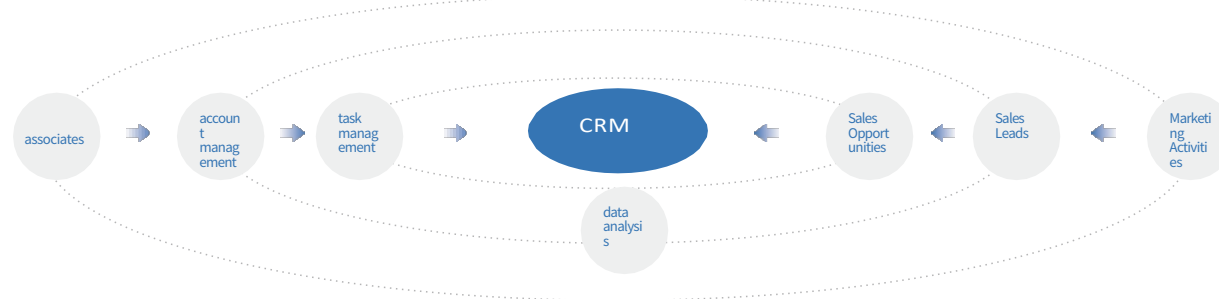 associates
accoun
t
manag
ement
task
manag
ement
CRM
Sales
Opport
unities
Sales
Leads
Marketi
ng
Activiti
es
data
analysi
s